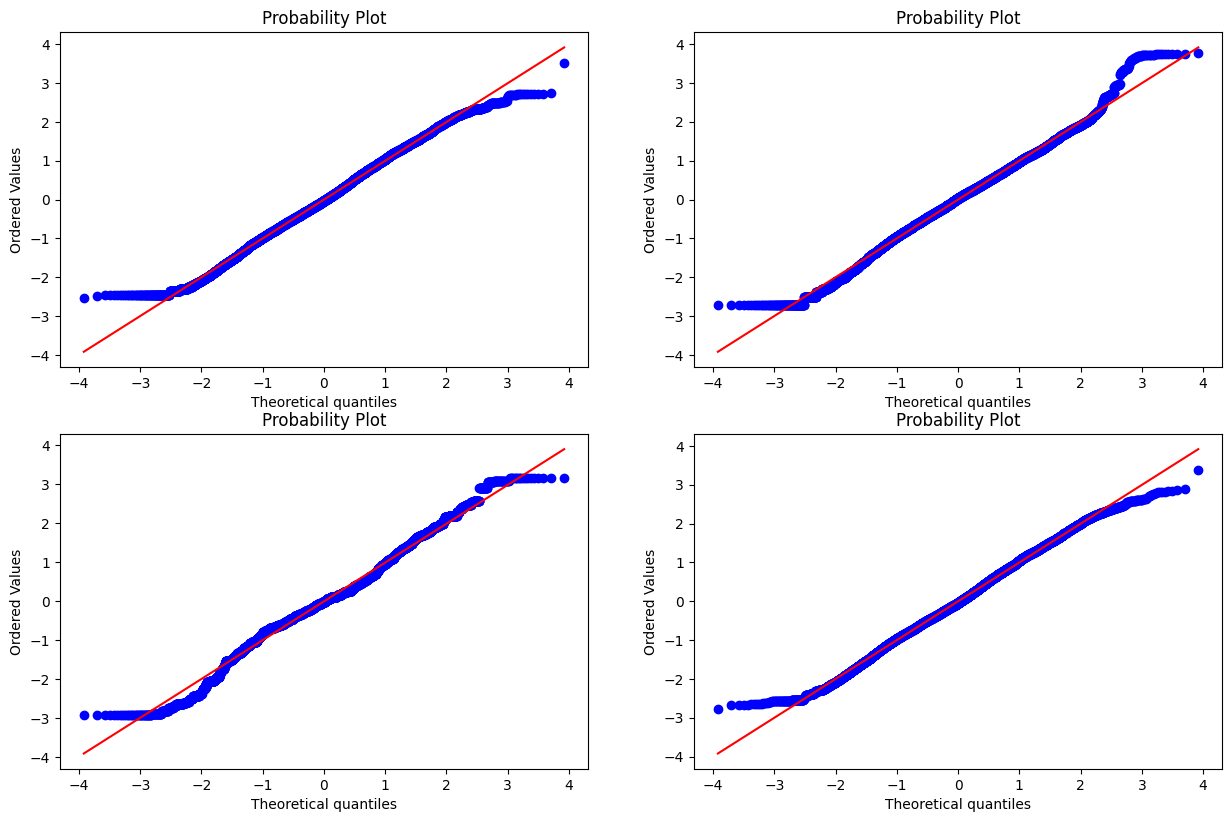 Probability Plot Probability Plot
4 4
3 3
2 2
1 1
0 0
−1 −1
−2 −2
−3 −3
−4 −4
Ordered Values Ordered Values
−4 −3 −2 −1 0 1 2 3 4 −4 −3 −2 −1 0 1 2 3 4
Theoretical quantiles Theoretical quantiles
Probability Plot Probability Plot
4 4
3 3
2 2
1 1
0 0
−1 −1
−2 −2
−3 −3
−4 −4
Ordered Values Ordered Values
−4 −3 −2 −1 0 1 2 3 4 −4 −3 −2 −1 0 1 2 3 4
Theoretical quantiles Theoretical quantiles